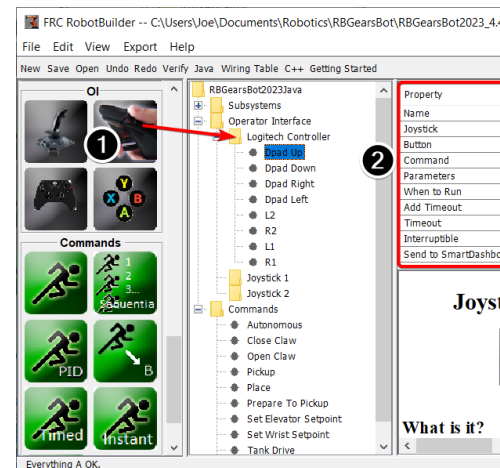 FRC RobotBuilder -- C:\Users\Joe\Documents\Robotics\RBGearsBot\RBGearsBot2023_4.
File Edit View Export Help
New Save Open Undo Redo Verify Java Wiring Table C++ Getting Started
OI
1
Y
X B
A
Commands
1
2
3...
Sequentia
PID
B
Timed
Instant
RBGearsBot2023Java
Subsystems
Operator Interface
Logitech Controller
Dpad Up
Dpad Down
Dpad Right
Dpad Left
L2
R2
L1
R1
Joystick 1
Joystick 2
Commands
Autonomous
Close Claw
Open Claw
Pickup
Place
Prepare To Pickup
Set Elevator Setpoint
Set Wrist Setpoint
Tank Drive
2
Property
Name
Joystick
Button
Command
Parameters
When to Run
Add Timeout
Timeout
Interruptible
Send to SmartDashbo
Joyst
What is it?
Everything A OK.